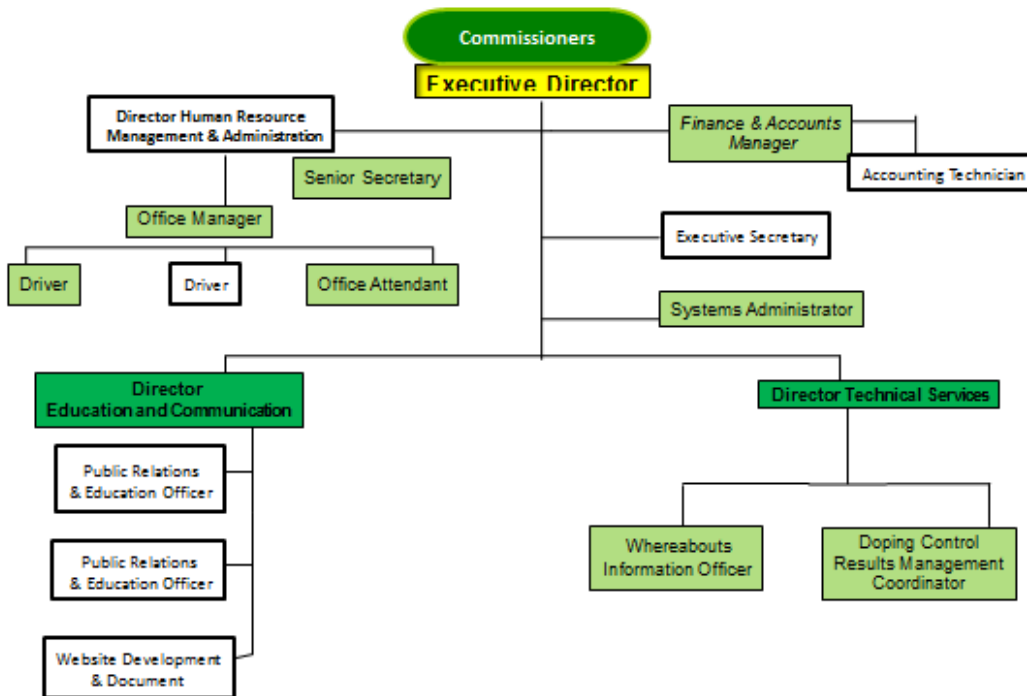 Commissioners
Executive Director
Director Human Resource
Management & Administration
Finance & Accounts
Manager
Accounting Technician
Senior Secretary
Office Manager
Executive Secretary
Driver
Driver
Office Attendant
Systems Administrator
Director
Education and Communication
Director Technical Services
Public Relations
& Education Officer
Whereabouts
Information Officer
Doping Control
Results Management
Coordinator
Public Relations
& Education Officer
Website Development
& Document